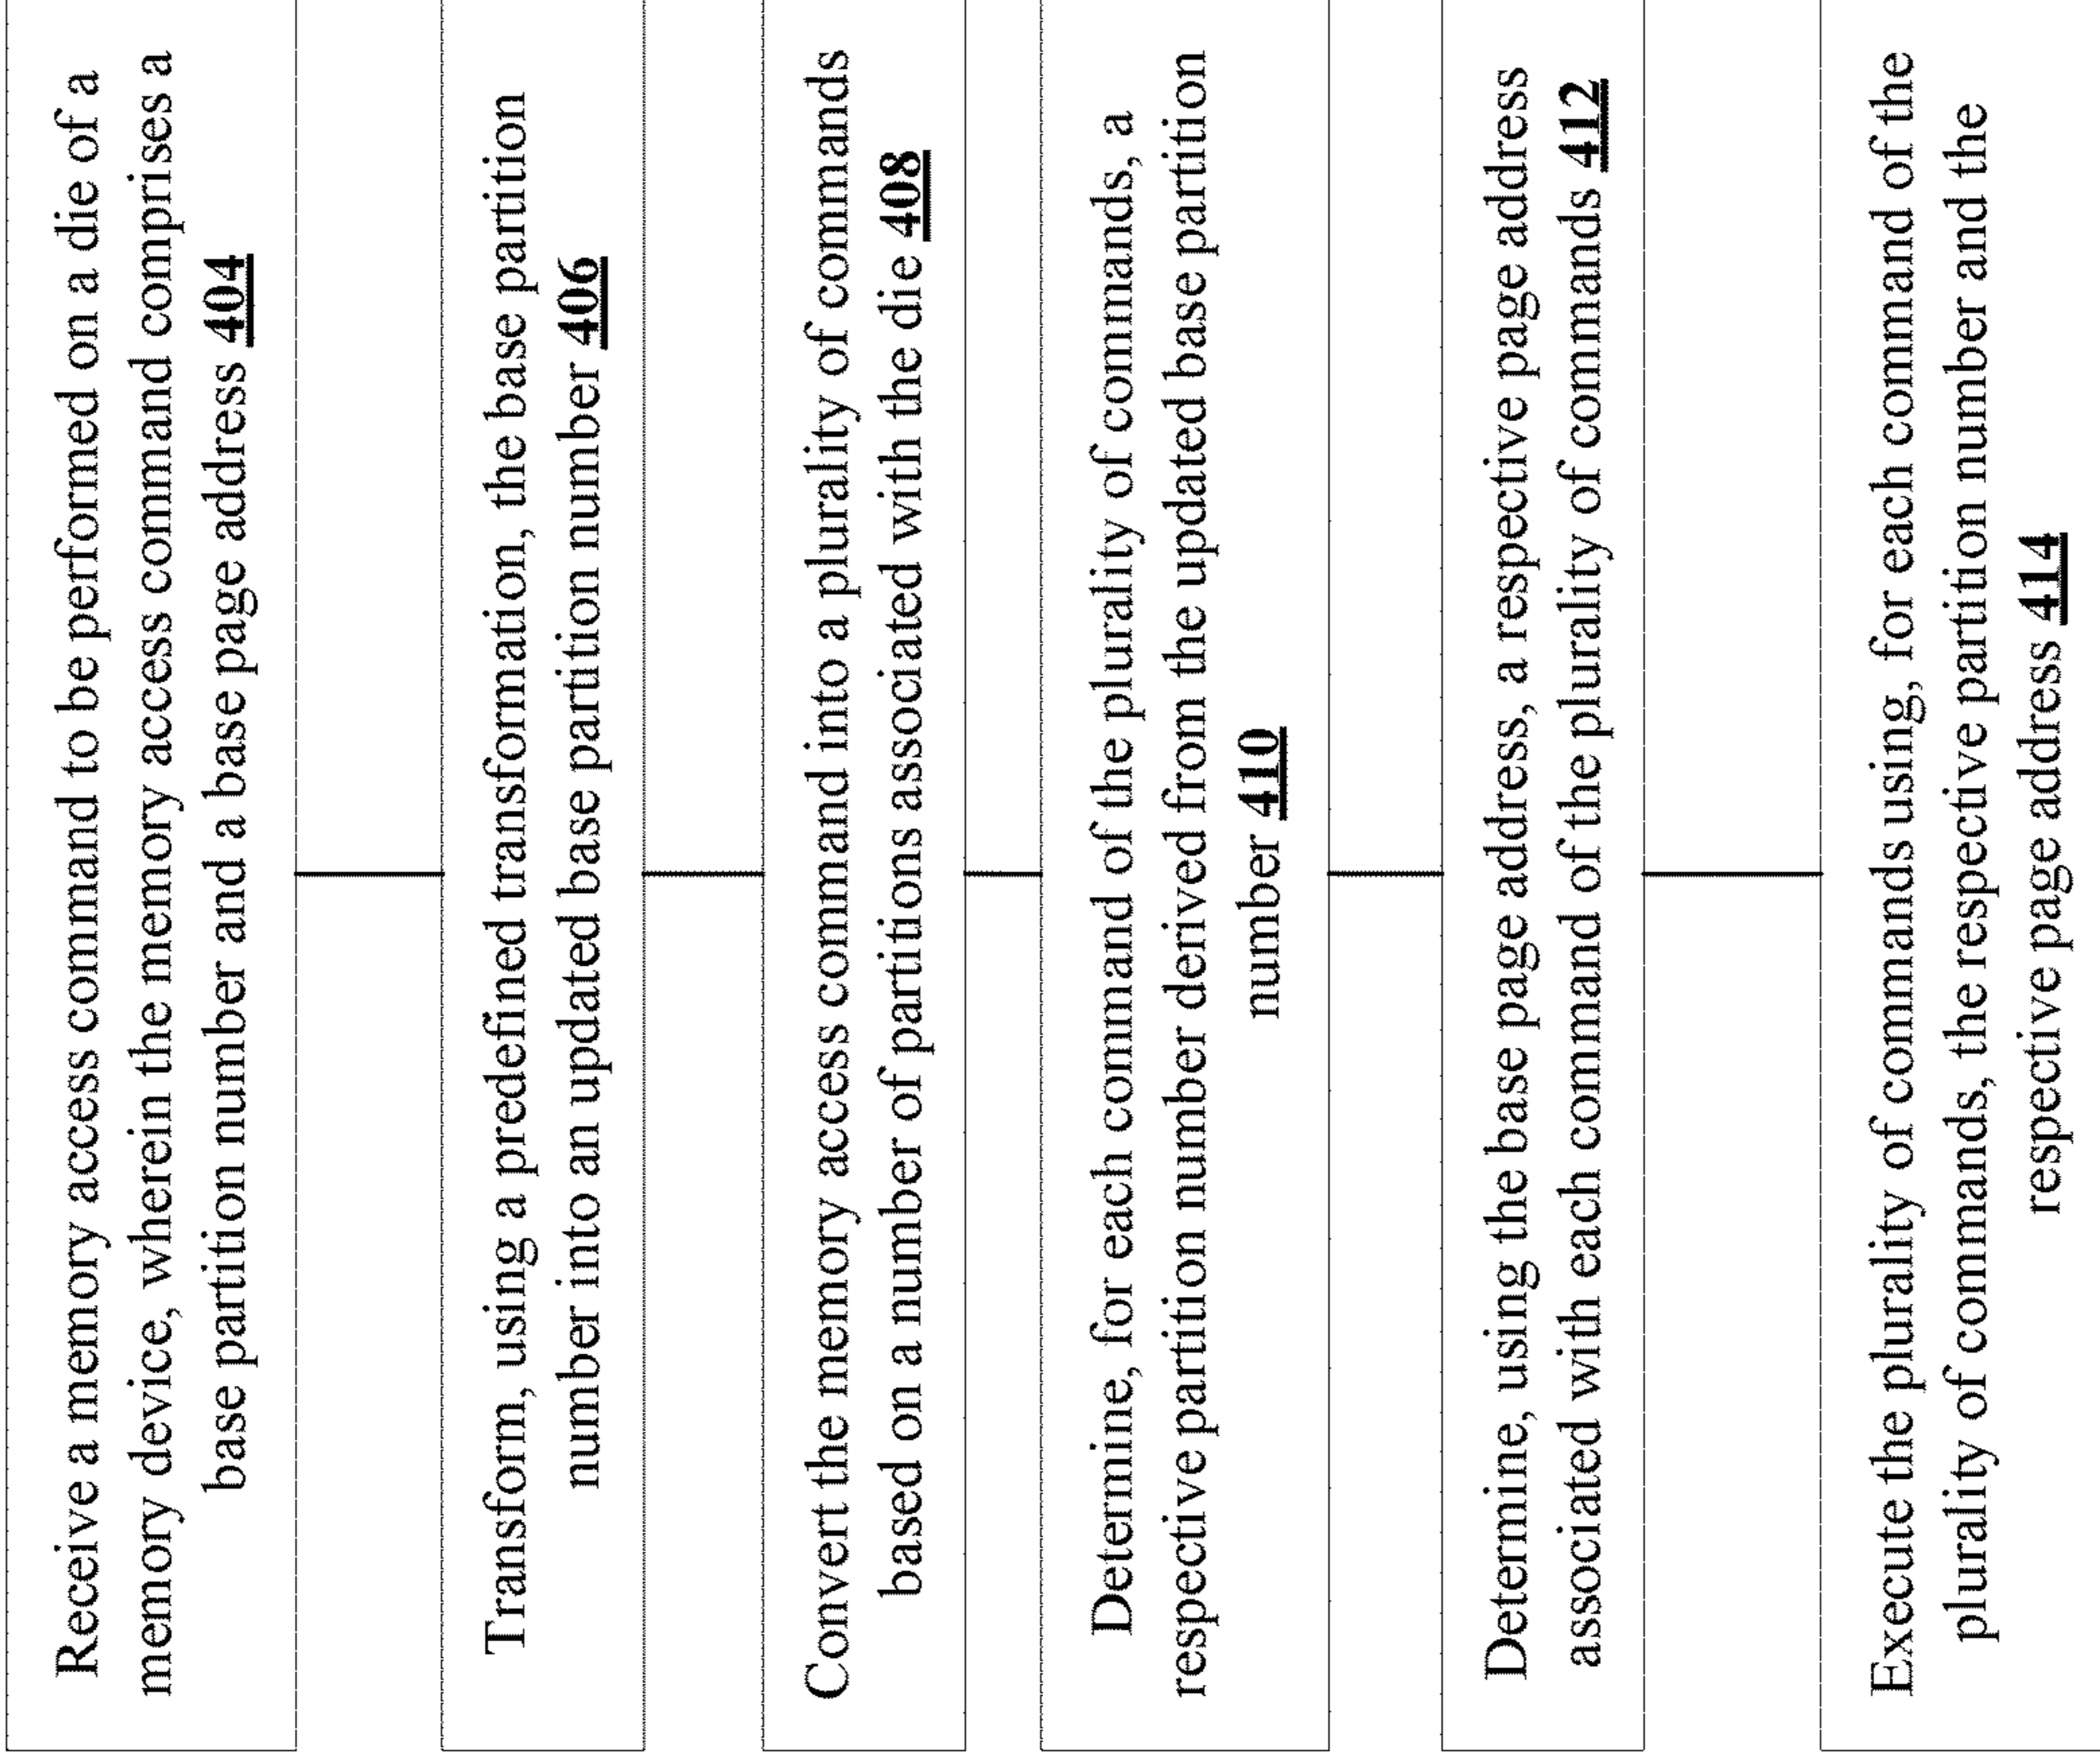 Receive a memory access command to be performed on a die of a
memory device, wherein the memory access command comprises a
base partition number and a base page address 404
Transform, using a predefined transformation, the base partition
number into an updated base partition number 406
Convert the memory access command into a plurality of commands
based on a number of partitions associated with the die 408
Determine, for each command of the plurality of commands, a
respective partition number derived from the updated base partition
number 410
Determine, using the base page address, a respective page address
associated with each command of the plurality of commands 412
Execute the plurality of commands using, for each command of the
plurality of commands, the respective partition number and the
respective page address 414